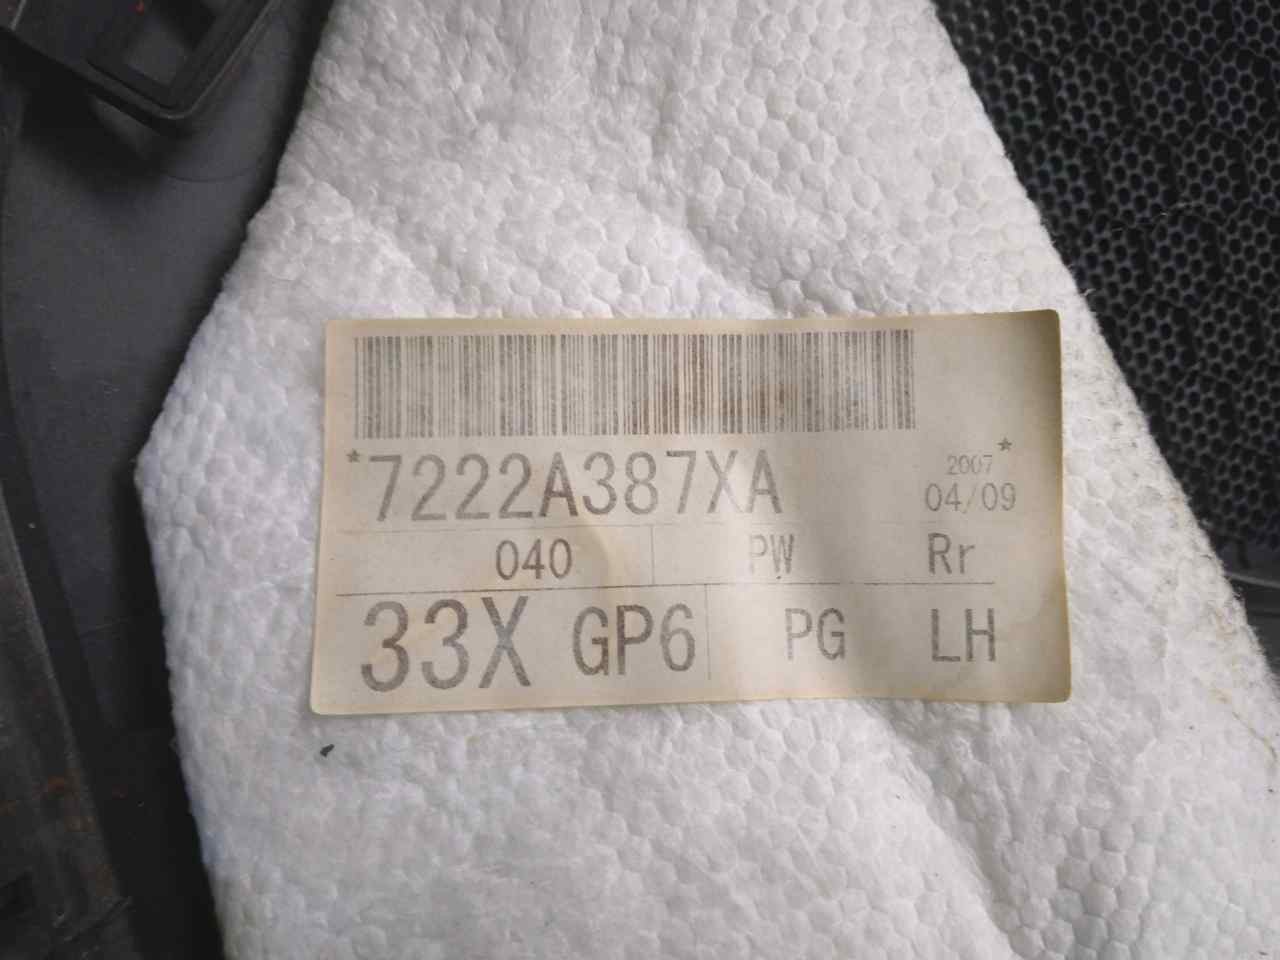 *7222A387XA 2007*
04/09
040 PW Rr
33X GP6 PG LH